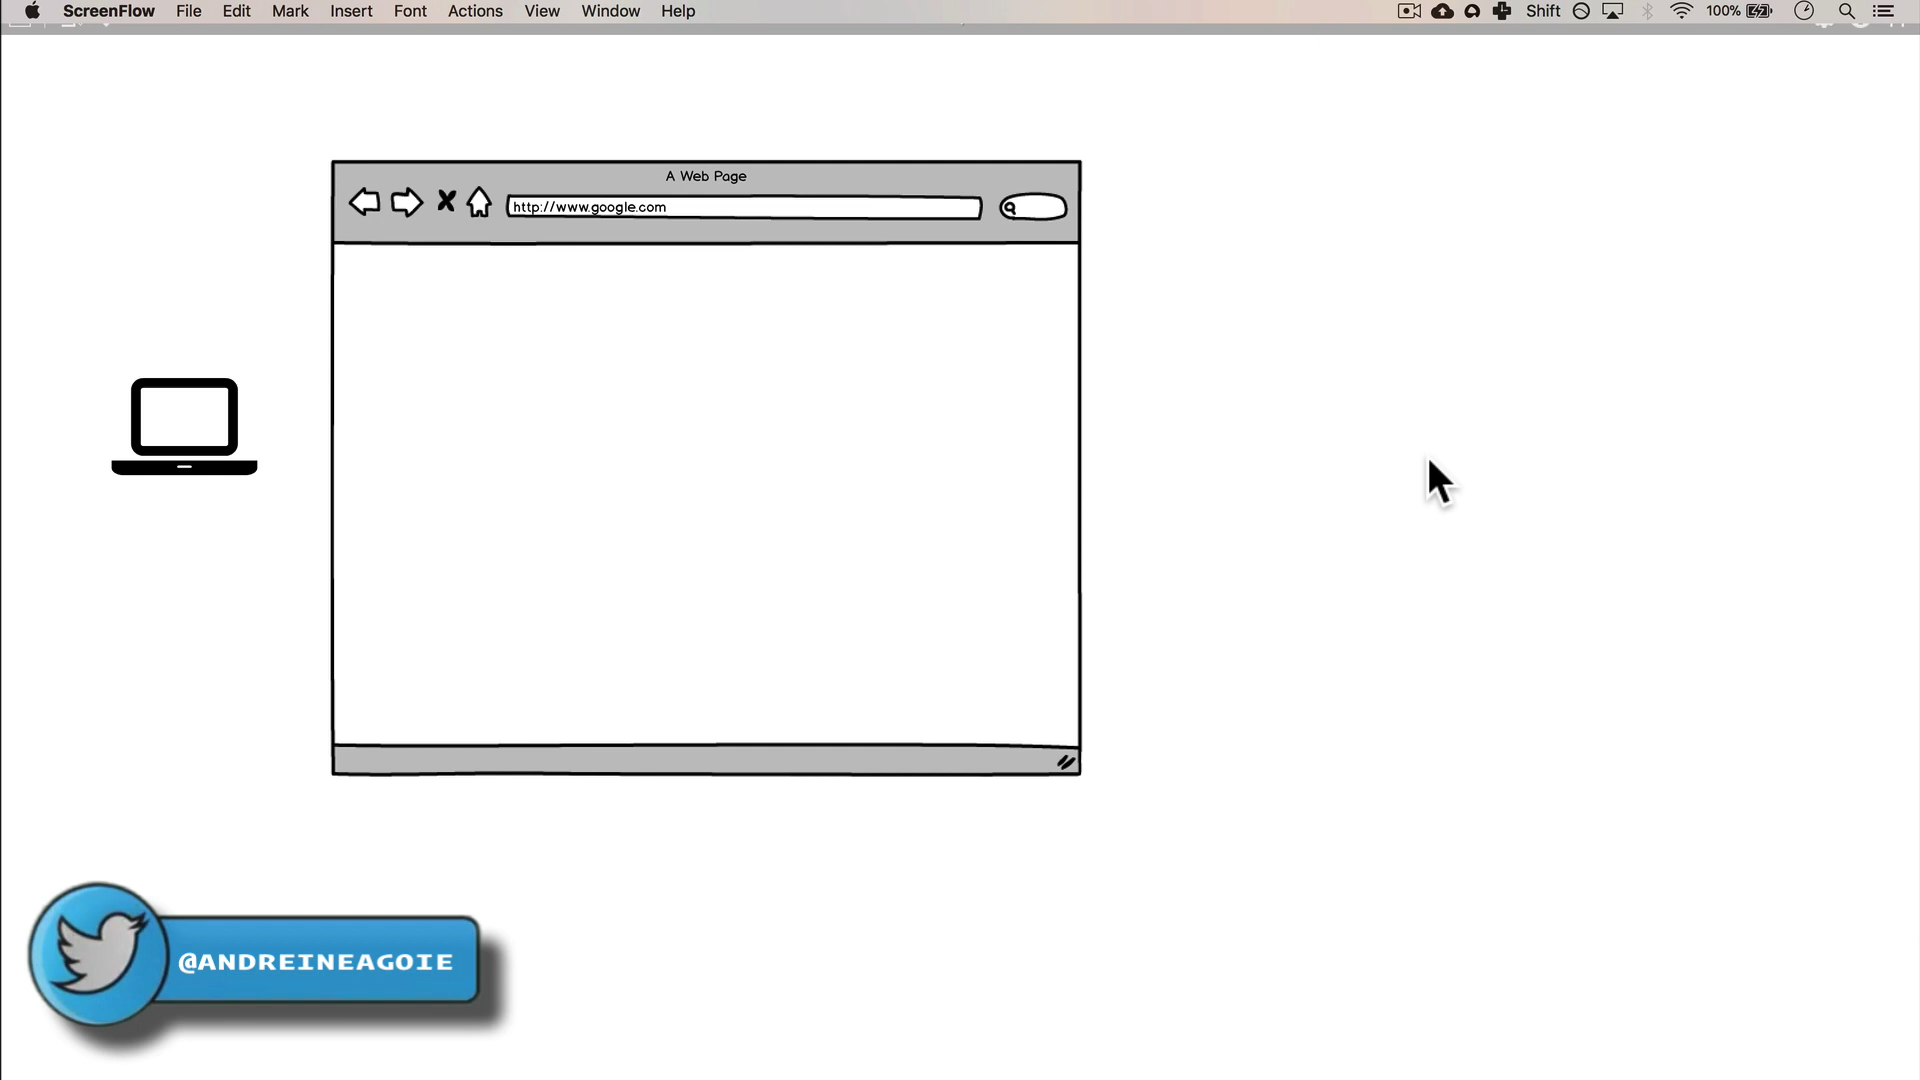 ScreenFlow File Edit Mark Insert Font Actions View Window Help Shift 100%
A Web Page
http://www.google.com
@ANDREINEAGOIE